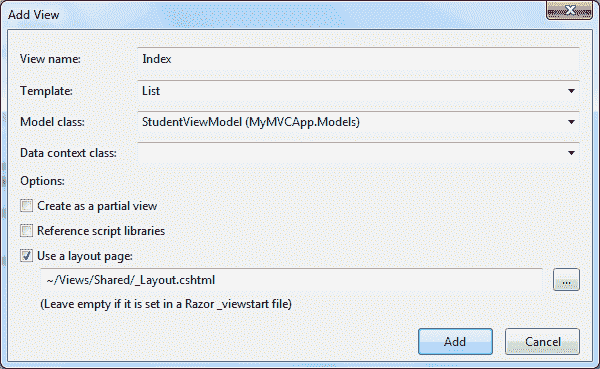 Add View
View name: Index
Template: List
Model class: StudentViewModel (MyMVCApp.Models)
Data context class:
Options:
Create as a partial view
Reference script libraries
Use a layout page:
~/Views/Shared/_Layout.cshtml ...
(Leave empty if it is set in a Razor _viewstart file)
Add Cancel